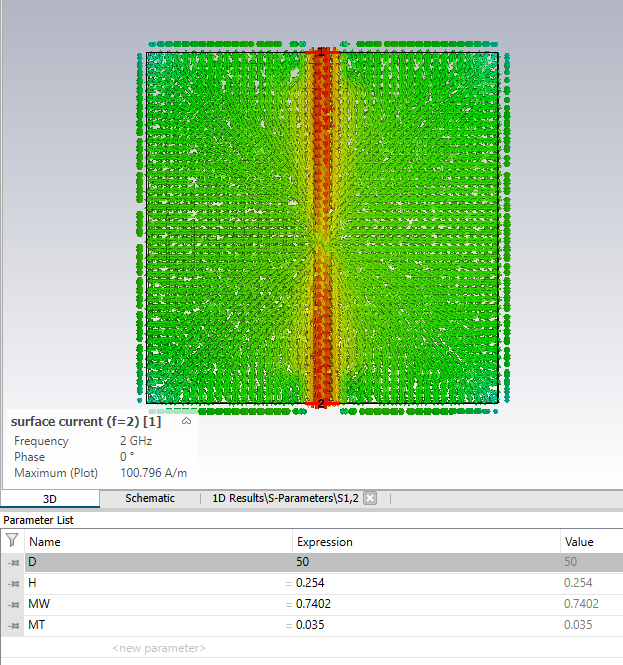 1
2
surface current (f=2) [1]
Frequency 2 GHz
Phase 0 °
Maximum (Plot) 100.796 A/m
3D Schematic 1D Results\S-Parameters\S1,2
Parameter List
Name Expression Value
D 50 50
H = 0.254 0.254
MW = 0.7402 0.7402
MT = 0.035 0.035
<new parameter>